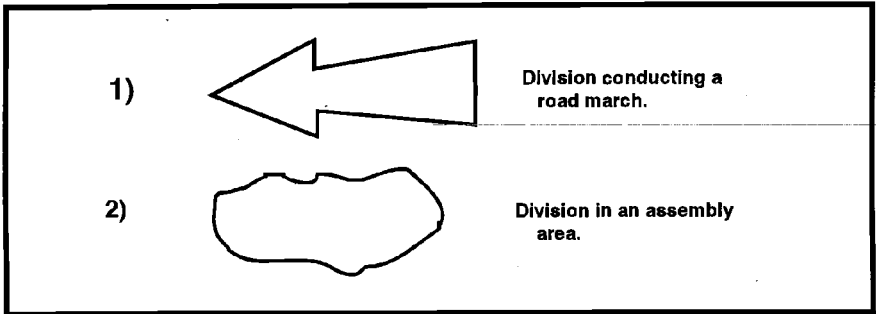 1)
Division conducting a
road march.
2)
Division in an assembly
area.